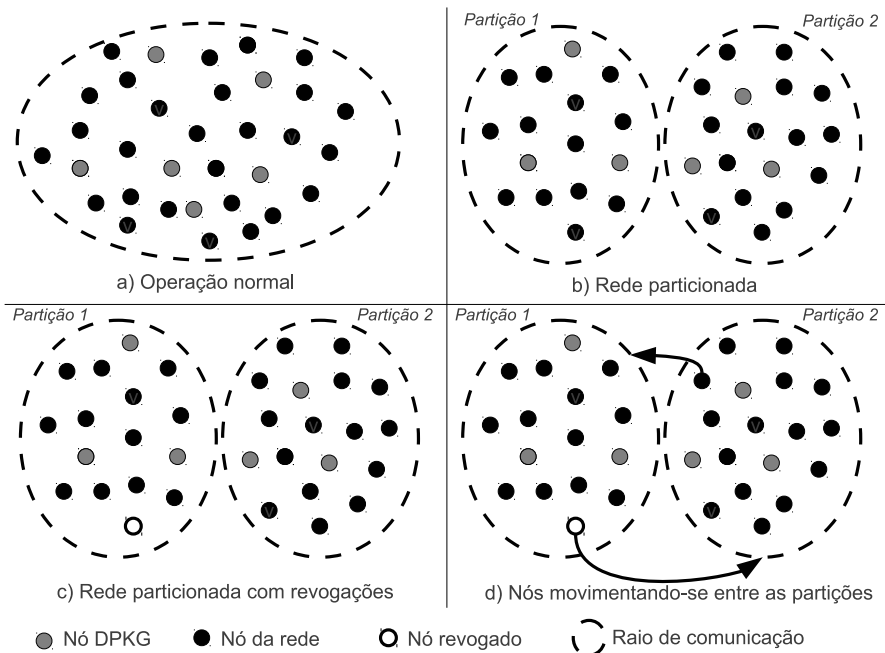 Partição 1
Partição 2
V
V
V
V
V
V
V
V
a) Operação normal
b) Rede particionada
Partição 1
Partição 2
Partição 1
Partição 2
V
V
V
V
V
V
c) Rede particionada com revogações
d) Nós movimentando-se entre as partições
Nó DPKG
Nó da rede
Nó revogado
Raio de comunicação